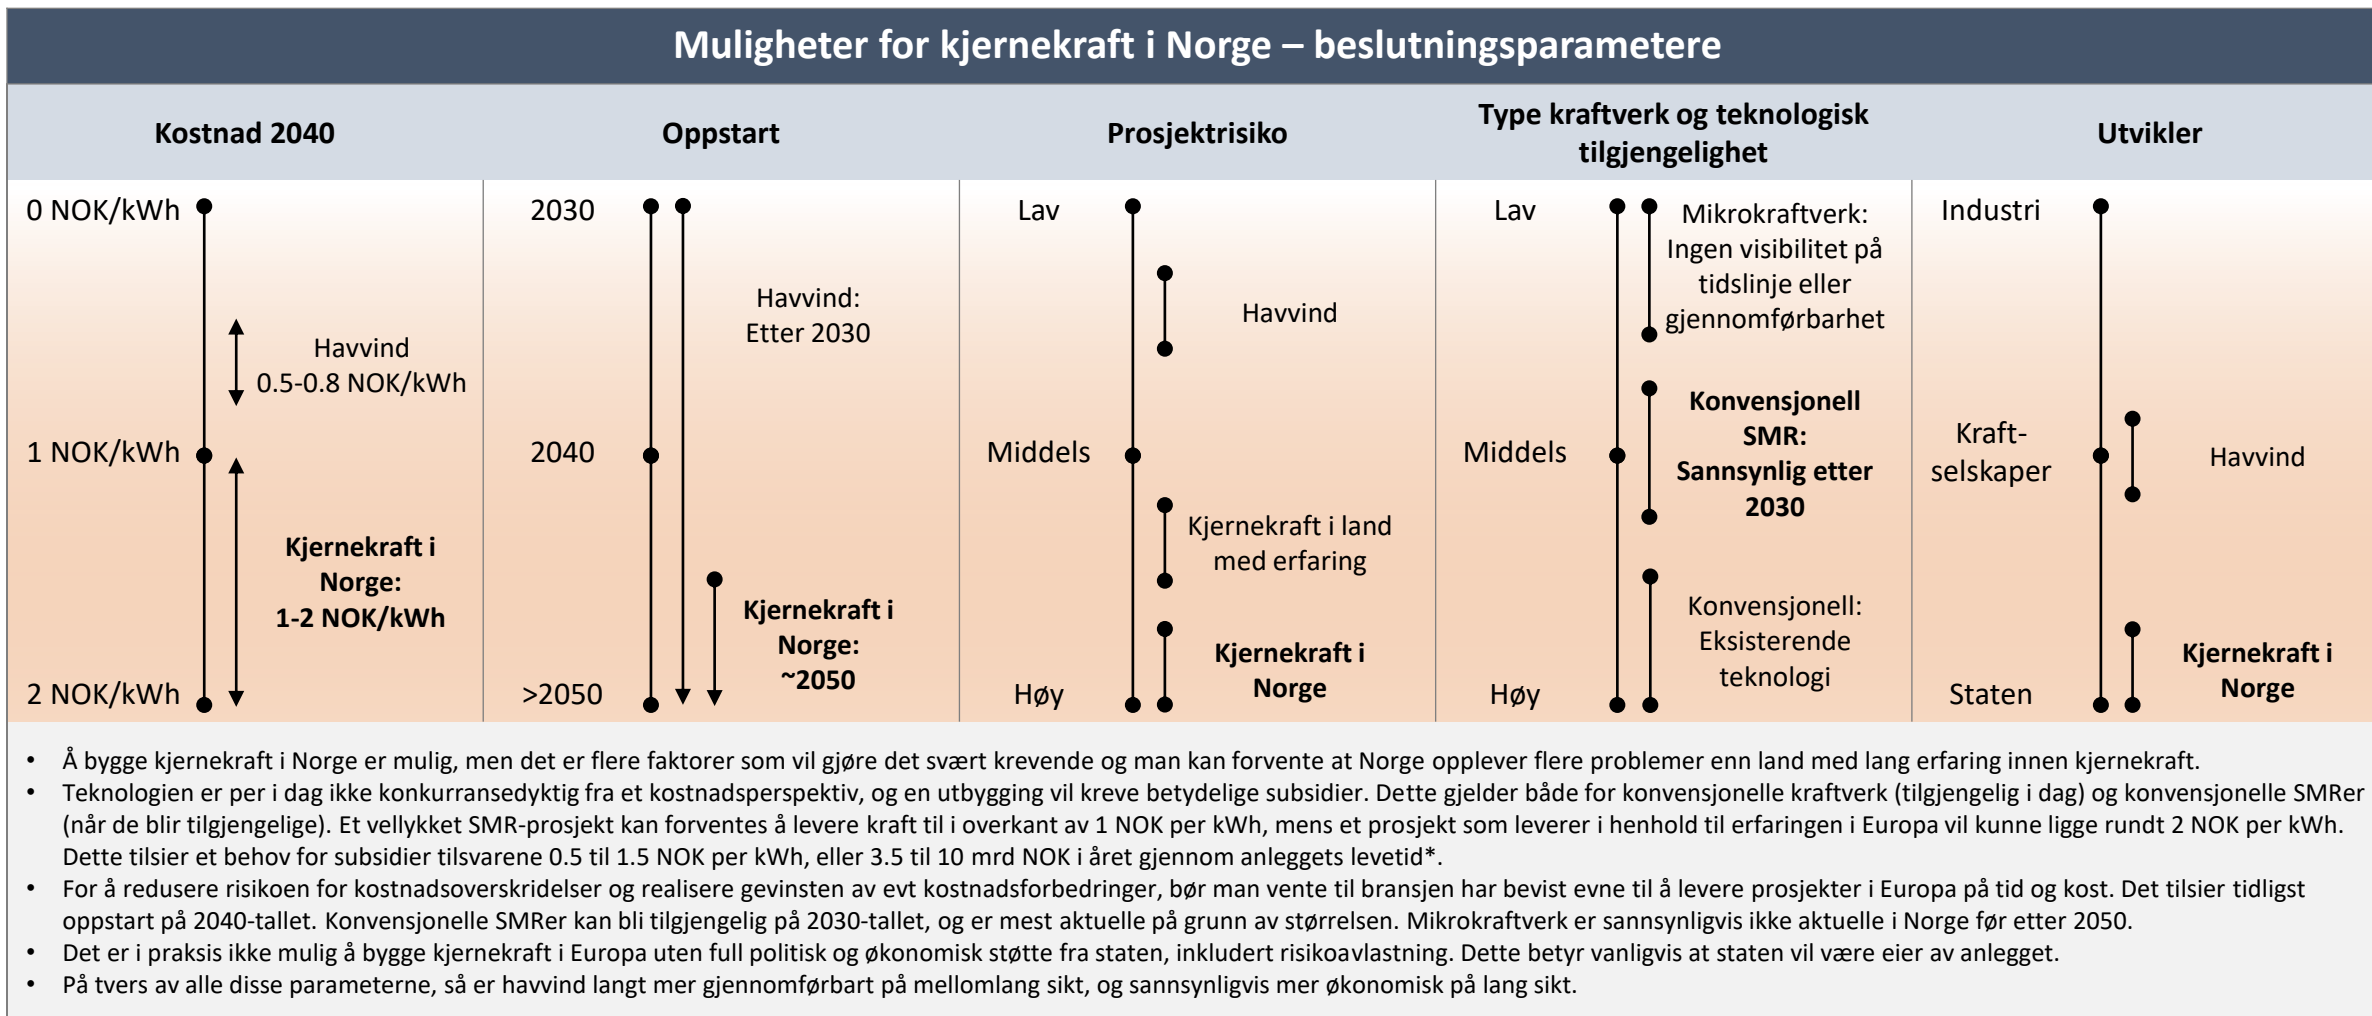 Muligheter for kjernekraft i Norge – beslutningsparametere
Kostnad 2040
Oppstart
Prosjektrisiko
Type kraftverk og teknologisk
tilgjengelighet
Utvikler
0 NOK/kWh
Havvind
0.5-0.8 NOK/kWh
1 NOK/kWh
Kjernekraft i
Norge:
1-2 NOK/kWh
2 NOK/kWh
2030
Havvind:
Etter 2030
2040
Kjernekraft i
Norge:
~2050
>2050
Lav
Havvind
Middels
Kjernekraft i land
med erfaring
Kjernekraft i
Norge
Høy
Lav
Mikrokraftverk:
Ingen visibilitet på
tidslinje eller
gjennomførbarhet
Konvensjonell
SMR:
Sannsynlig etter
2030
Middels
Konvensjonell:
Eksisterende
teknologi
Høy
Industri
Kraft-
selskaper
Havvind
Kjernekraft i
Norge
Staten
• Å bygge kjernekraft i Norge er mulig, men det er flere faktorer som vil gjøre det svært krevende og man kan forvente at Norge opplever flere problemer enn land med lang erfaring innen kjernekraft.
• Teknologien er per i dag ikke konkurransedyktig fra et kostnadsperspektiv, og en utbygging vil kreve betydelige subsidier. Dette gjelder både for konvensjonelle kraftverk (tilgjengelig i dag) og konvensjonelle SMRer
(når de blir tilgjengelige). Et vellykket SMR-prosjekt kan forventes å levere kraft til i overkant av 1 NOK per kWh, mens et prosjekt som leverer i henhold til erfaringen i Europa vil kunne ligge rundt 2 NOK per kWh.
Dette tilsier et behov for subsidier tilsvarene 0.5 til 1.5 NOK per kWh, eller 3.5 til 10 mrd NOK i året gjennom anleggets levetid*.
• For å redusere risikoen for kostnadsoverskridelser og realisere gevinsten av evt kostnadsforbedringer, bør man vente til bransjen har bevist evne til å levere prosjekter i Europa på tid og kost. Det tilsier tidligst
oppstart på 2040-tallet. Konvensjonelle SMRer kan bli tilgjengelig på 2030-tallet, og er mest aktuelle på grunn av størrelsen. Mikrokraftverk er sannsynligvis ikke aktuelle i Norge før etter 2050.
• Det er i praksis ikke mulig å bygge kjernekraft i Europa uten full politisk og økonomisk støtte fra staten, inkludert risikoavlastning. Dette betyr vanligvis at staten vil være eier av anlegget.
• På tvers av alle disse parameterne, så er havvind langt mer gjennomførbart på mellomlang sikt, og sannsynligvis mer økonomisk på lang sikt.